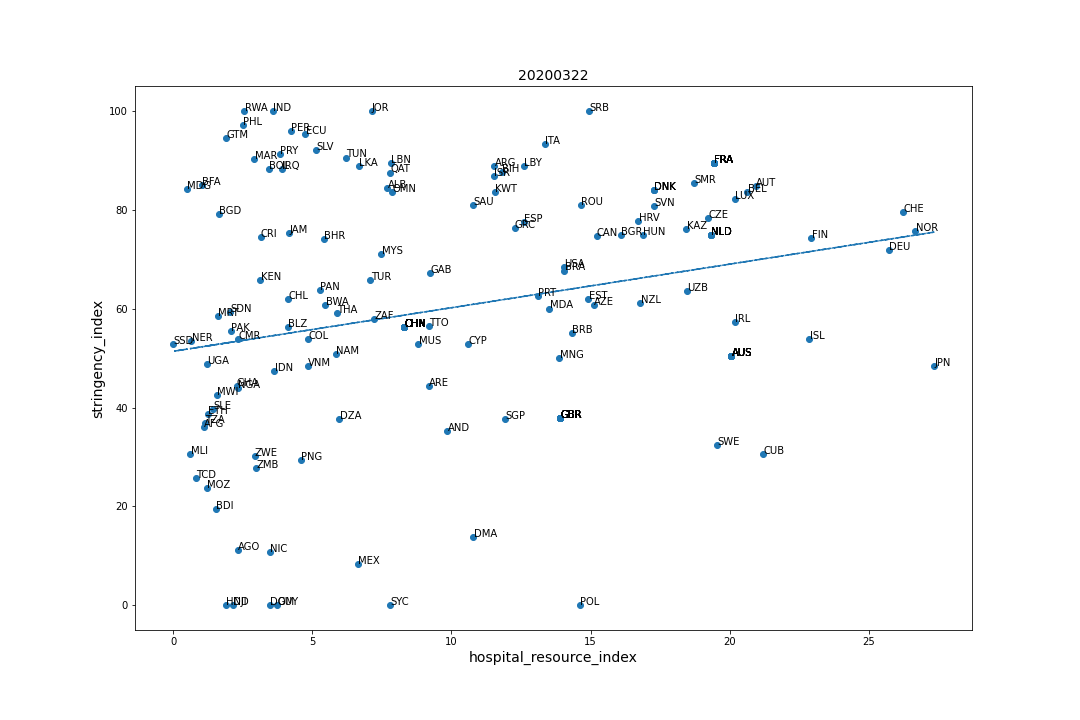 20200322
stringency_index
100
80
60
40
20
0
RWA
IND
JOR
SRB
PHL
PER
ECU
GTM
ITA
SLV
PRY
TUN
MAR
LKA
LBN
ARG
LBY
FRA
IRQ
QAT
BIH
BFA
SMR
AUT
KWT
DNK
BEL
LUX
SAU
ROU
SVN
BGD
CHE
CZE
HRV
ESP
GRC
KAZ
NOR
CRI
JAM
BHR
CAN
BGR
HUN
NLD
FIN
DEU
MYS
USA
BRA
GAB
KEN
TUR
PAN
UZB
PRT
CHL
EST
AZE
NZL
BWA
MDA
SDN
THA
ZAF
IRL
BLZ
CHN
TTO
PAK
BRB
CMR
COL
ISL
SSD
NER
MUS
CYP
NAM
MNG
AUS
UGA
VNM
JPN
IDN
NGA
ARE
MWI
SLE
AFG
DZA
SGP
GBR
AND
SWE
MLI
ZWE
PNG
CUB
ZMB
TCD
MOZ
BDI
DMA
AGO
NIC
MEX
SYC
POL
0
5
10
15
20
25
hospital_resource_index